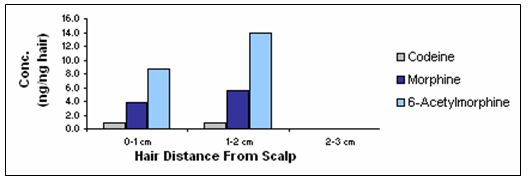 16.0
14.0
12.0
10.0
8.0
6.0
4.0
2.0
0.0
Conc.
(ng/ng hair)
0-1 cm
1-2 cm
2-3 cm
Hair Distance From Scalp
Codeine
Morphine
6-Acetylmorphine